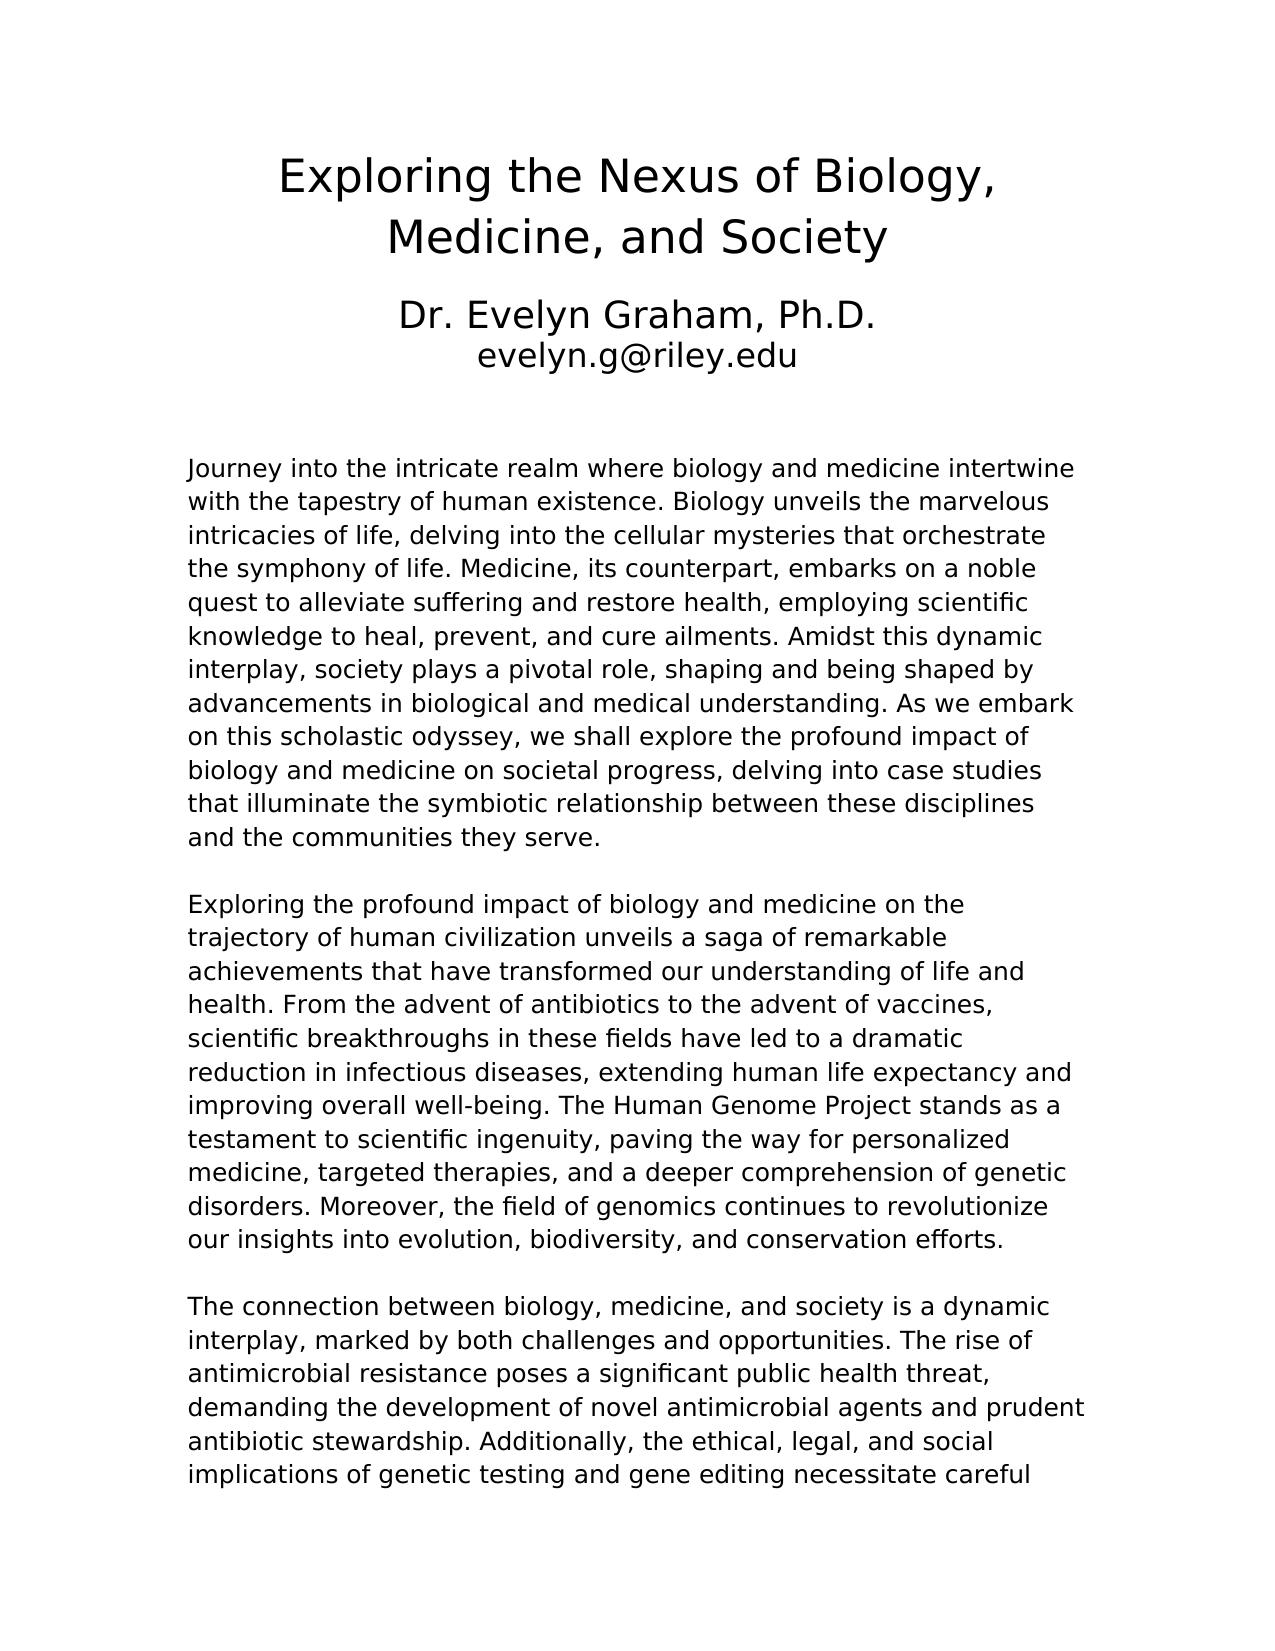 Exploring the Nexus of Biology,
Medicine, and Society
Dr. Evelyn Graham, Ph.D.
evelyn.g@riley.edu
Journey into the intricate realm where biology and medicine intertwine
with the tapestry of human existence. Biology unveils the marvelous
intricacies of life, delving into the cellular mysteries that orchestrate
the symphony of life. Medicine, its counterpart, embarks on a noble
quest to alleviate suffering and restore health, employing scientific
knowledge to heal, prevent, and cure ailments. Amidst this dynamic
interplay, society plays a pivotal role, shaping and being shaped by
advancements in biological and medical understanding. As we embark
on this scholastic odyssey, we shall explore the profound impact of
biology and medicine on societal progress, delving into case studies
that illuminate the symbiotic relationship between these disciplines
and the communities they serve.
Exploring the profound impact of biology and medicine on the
trajectory of human civilization unveils a saga of remarkable
achievements that have transformed our understanding of life and
health. From the advent of antibiotics to the advent of vaccines,
scientific breakthroughs in these fields have led to a dramatic
reduction in infectious diseases, extending human life expectancy and
improving overall well-being. The Human Genome Project stands as a
testament to scientific ingenuity, paving the way for personalized
medicine, targeted therapies, and a deeper comprehension of genetic
disorders. Moreover, the field of genomics continues to revolutionize
our insights into evolution, biodiversity, and conservation efforts.
The connection between biology, medicine, and society is a dynamic
interplay, marked by both challenges and opportunities. The rise of
antimicrobial resistance poses a significant public health threat,
demanding the development of novel antimicrobial agents and prudent
antibiotic stewardship. Additionally, the ethical, legal, and social
implications of genetic testing and gene editing necessitate careful